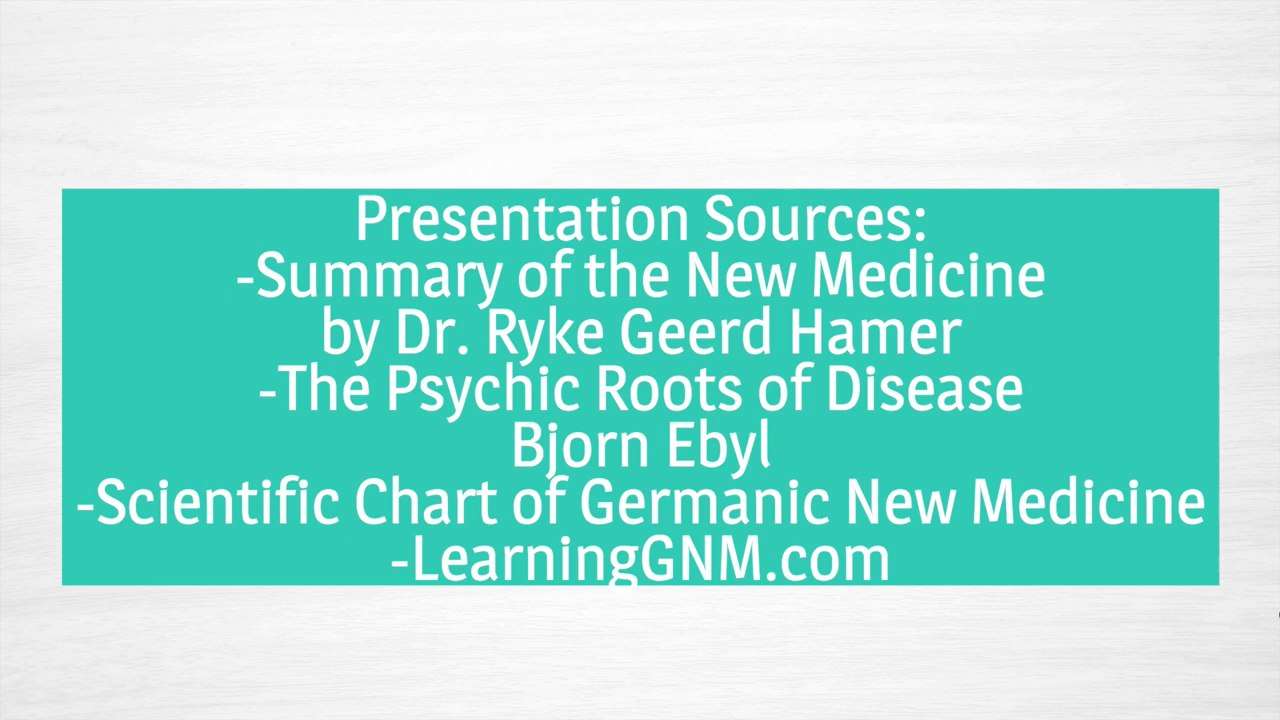 Presentation Sources:
-Summary of the New Medicine
by Dr. Ryke Geerd Hamer
-The Psychic Roots of Disease
Bjorn Ebyl
-Scientific Chart of Germanic New Medicine
-LearningGNM.com